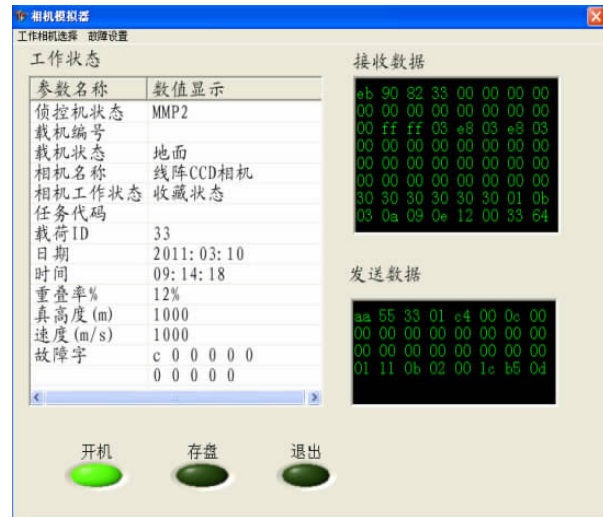 相机模拟器
工作相机选择 故障设置
工作状态
参数名称 数值显示
侦控机状态 MMP2
载机编号
载机状态 地面
相机名称 线阵CCD相机
相机工作状态 收藏状态
任务代码
载荷ID 33
日期 2011:03:10
时间 09:14:18
重叠率% 12%
真高度(m) 1000
速度(m/s) 1000
故障字 c 0 0 0 0 0
0 0 0 0 0
接收数据
eb 90 82 33 00 00 00 00
00 00 00 00 00 00 00 00
00 ff ff 03 e8 03 e8 03
00 00 00 00 00 00 00 00
00 00 00 00 00 00 00 00
00 00 00 00 00 00 00 00
30 30 30 30 30 30 01 0b
03 0a 09 0e 12 00 33 64
发送数据
aa 55 33 01 c4 00 0c 00
00 00 00 00 00 00 00 00
00 00 00 00 00 00 00 00
01 11 0b 02 00 1c b5 0d
开机 存盘 退出